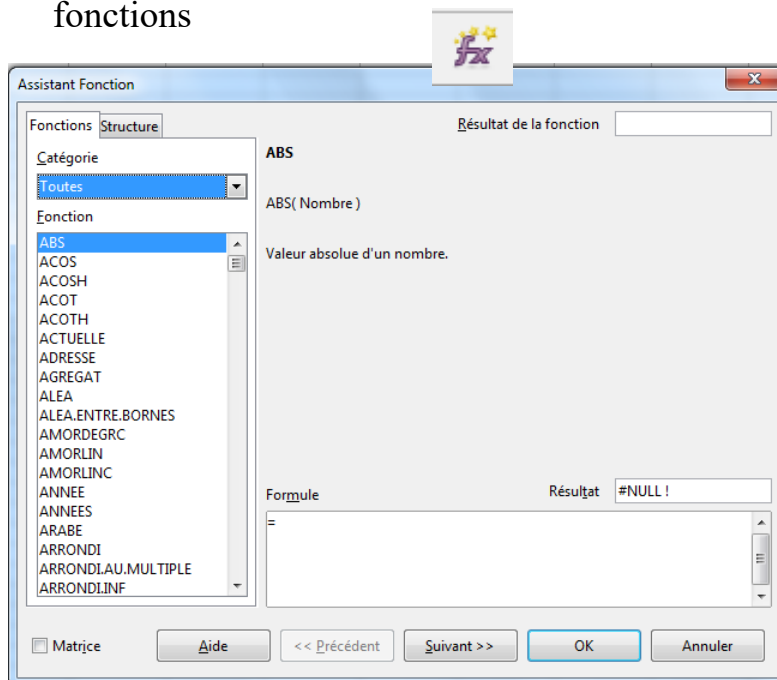 fonctions
fx
Assistant Fonction
Fonctions Structure
Résultat de la fonction
Catégorie
ABS
Toutes
ABS( Nombre )
Fonction
ABS
Valeur absolue d'un nombre.
ACOS
ACOSH
ACOT
ACOTH
ACTUELLE
ADRESSE
AGREGAT
ALEA
ALEA.ENTRE.BORNES
AMORDEGRC
AMORLIN
AMORLINC
ANNEE
ANNEES
ARABE
ARRONDI
ARRONDI.AU.MULTIPLE
ARRONDI.INF
Formule
Résultat #NULL !
=
Matrice
Aide
<< Précédent
Suivant >>
OK
Annuler